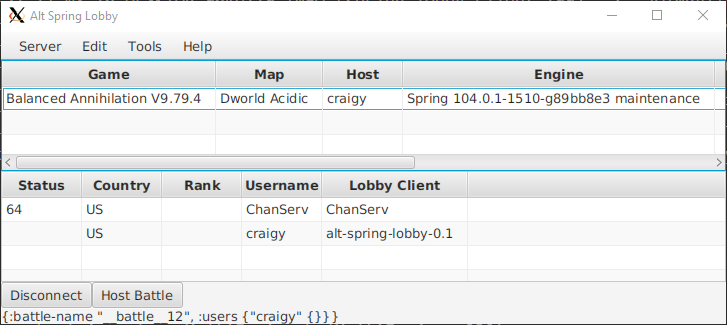 Alt Spring Lobby
Server Edit Tools Help
Game Map Host Engine
Balanced Annihilation V9.79.4 Dworld Acidic craigy Spring 104.0.1-1510-g89bb8e3 maintenance
Status Country Rank Username Lobby Client
64 US ChanServ ChanServ
US craigy alt-spring-lobby-0.1
Disconnect Host Battle
{:battle-name "__battle__12", :users {"craigy" {}}}